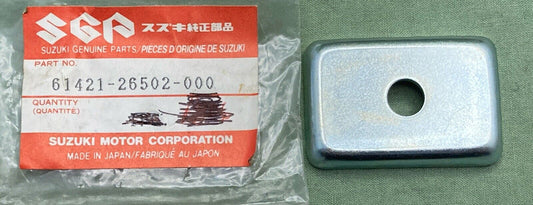 SGP スズキ純正部品
SUZUKI GENUINE PARTS/PIECES D'ORIGINE DE SUZUKI
PART NO.
61421-26502-000
QUANTITY
(QUANTITE)
SUZUKI MOTOR CORPORATION
MADE IN JAPAN/FABRIQUÉ AU JAPON